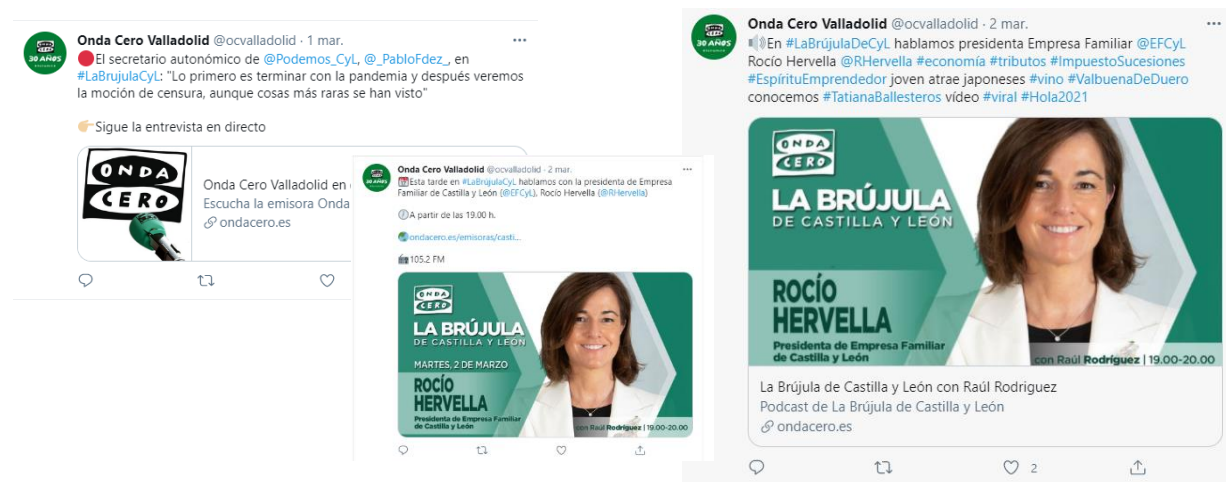 Onda Cero Valladolid @ocvalladolid · 1 mar.
El secretario autonómico de @Podemos_CyL, @_PabloFdez_, en
#LaBrujulaCyL: "Lo primero es terminar con la pandemia y después veremos
la moción de censura, aunque cosas más raras se han visto"
Sigue la entrevista en directo
ONDA
CERO
Onda Cero Valladolid en
Escucha la emisora Onda
ondacero.es
30 AÑOS
Onda Cero Valladolid @ocvalladolid · 2 mar.
Esta tarde en #LaBrújulaCyL hablamos con la presidenta de Empresa
Familiar de Castilla y León (@EFCyL), Rocío Hervella (@RHervella)
A partir de las 19.00 h.
ondacero.es/emisoras/casti...
105.2 FM
ONDA
CERO
LA BRÚJULA
DE CASTILLA Y LEÓN
MARTES, 2 DE MARZO
ROCÍO
HERVELLA
Presidenta de Empresa Familiar
de Castilla y León
con Raúl Rodríguez | 19.00-20.00
30 AÑOS
Onda Cero Valladolid @ocvalladolid · 2 mar.
En #LaBrújulaDeCyL hablamos presidenta Empresa Familiar @EFCyL
Rocío Hervella @RHervella #economía #tributos #ImpuestoSucesiones
#EspírituEmprendedor joven atrae japoneses #vino #ValbuenaDeDuero
conocemos #TatianaBallesteros vídeo #viral #Hola2021
ONDA
CERO
LA BRÚJULA
DE CASTILLA Y LEÓN
ROCÍO
HERVELLA
Presidenta de Empresa Familiar
de Castilla y León
con Raúl Rodríguez | 19.00-20.00
La Brújula de Castilla y León con Raúl Rodriguez
Podcast de La Brújula de Castilla y León
ondacero.es
2